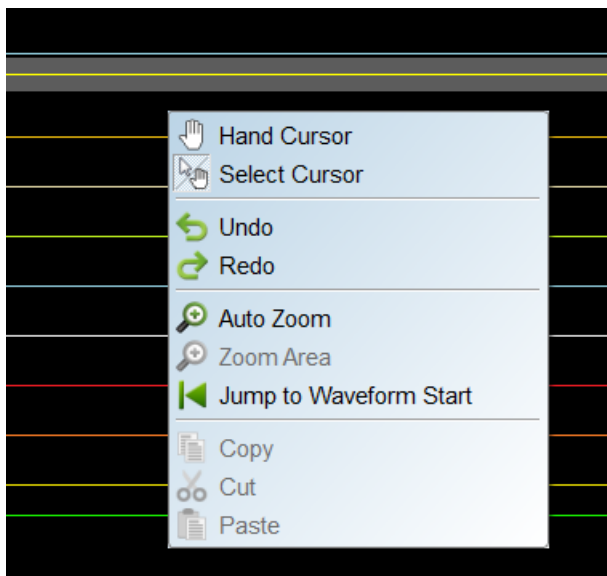 Hand Cursor
Select Cursor
Undo
Redo
Auto Zoom
Zoom Area
Jump to Waveform Start
Copy
Cut
Paste